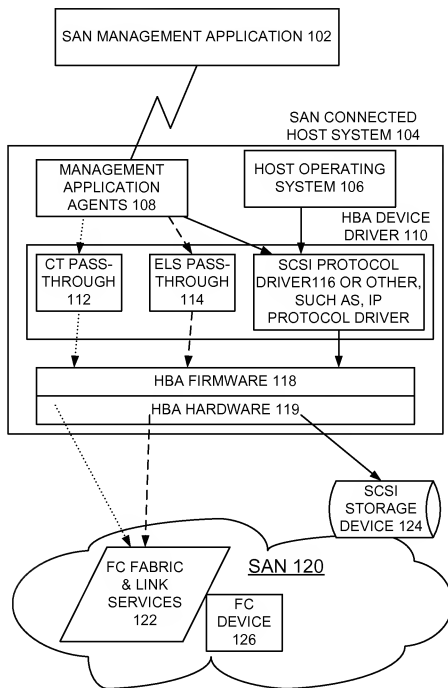 SAN MANAGEMENT APPLICATION 102
SAN CONNECTED
HOST SYSTEM 104
MANAGEMENT
APPLICATION
AGENTS 108
HOST OPERATING
SYSTEM 106
HBA DEVICE
DRIVER 110
CT PASS-
THROUGH
112
ELS PASS-
THROUGH
114
SCSI PROTOCOL
DRIVER116 OR OTHER,
SUCH AS, IP
PROTOCOL DRIVER
HBA FIRMWARE 118
HBA HARDWARE 119
SCSI
STORAGE
DEVICE 124
SAN 120
FC FABRIC
& LINK
SERVICES
122
FC
DEVICE
126